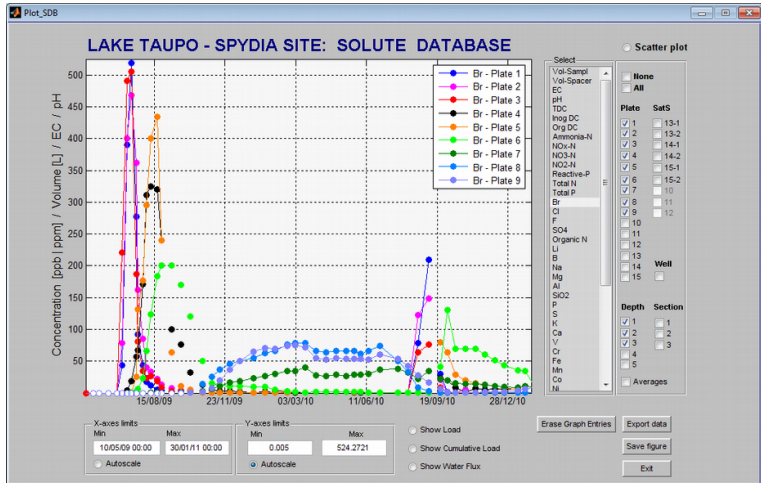 Plot_SDB
LAKE TAUPO - SPYDIA SITE: SOLUTE DATABASE
Concentration [ppb | ppm] / Volume [L] / EC / pH
500
450
400
350
300
250
200
150
100
50
15/08/09
23/11/09
03/03/10
11/06/10
19/09/10
28/12/10
Br - Plate 1
Br - Plate 2
Br - Plate 3
Br - Plate 4
Br - Plate 5
Br - Plate 6
Br - Plate 7
Br - Plate 8
Br - Plate 9
Select
Vol-Sampl
Vol-Spacer
EC
pH
TDC
Inog DC
Org DC
Ammonia-N
NOx-N
NO3-N
NO2-N
Reactive-P
Total N
Total P
Br
Cl
F
SO4
Organic N
Li
B
Na
Mg
Al
SiO2
P
S
K
Ca
V
Cr
Fe
Mn
Co
Ni
Scatter plot
None
All
Plate SatS
1 13-1
2 13-2
3 14-1
4 14-2
5 15-1
6 15-2
7 10
8 11
9 12
10
11
12
13
14 Well
15
Depth Section
1 1
2 2
3 3
4
5
Averages
X-axes limits
Min Max
10/05/09 00:00 30/01/11 00:00
Autoscale
Y-axes limits
Min Max
0.005 524.2721
Autoscale
Show Load
Show Cumulative Load
Show Water Flux
Erase Graph Entries
Export data
Save figure
Exit